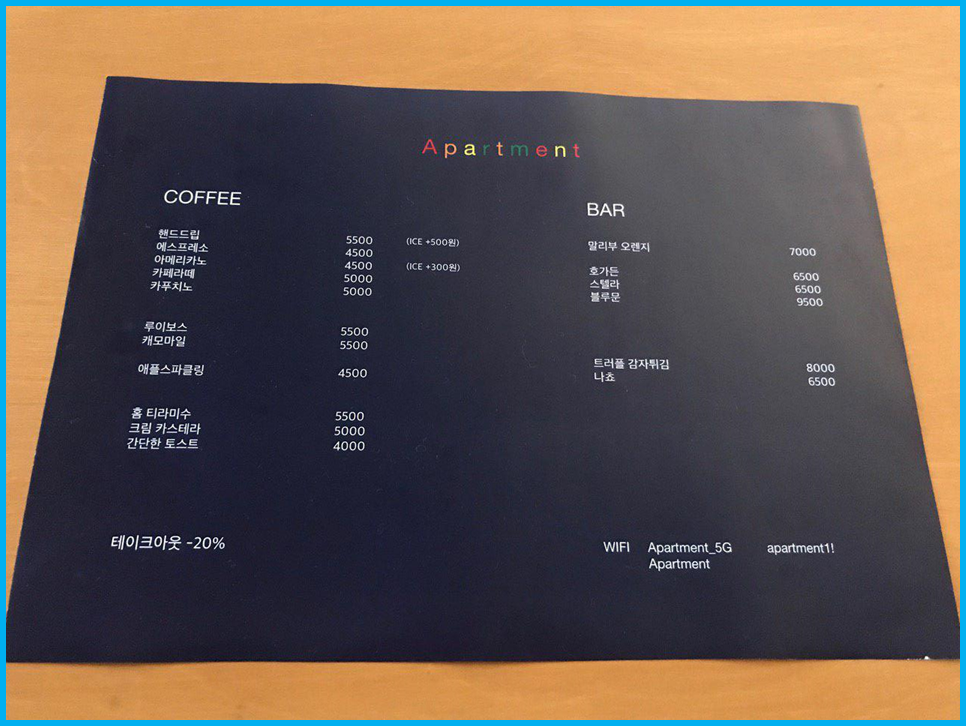 Apartment
COFFEE
핸드드립 5500 (ICE +500원)
에스프레소 4500
아메리카노 4500 (ICE +300원)
카페라떼 5000
카푸치노 5000
루이보스 5500
캐모마일 5500
애플스파클링 4500
홈 티라미수 5500
크림 카스테라 5000
간단한 토스트 4000
테이크아웃 -20%
BAR
말리부 오렌지 7000
호가든 6500
스텔라 6500
블루문 9500
트러플 감자튀김 8000
나쵸 6500
WIFI Apartment_5G apartment1!
Apartment